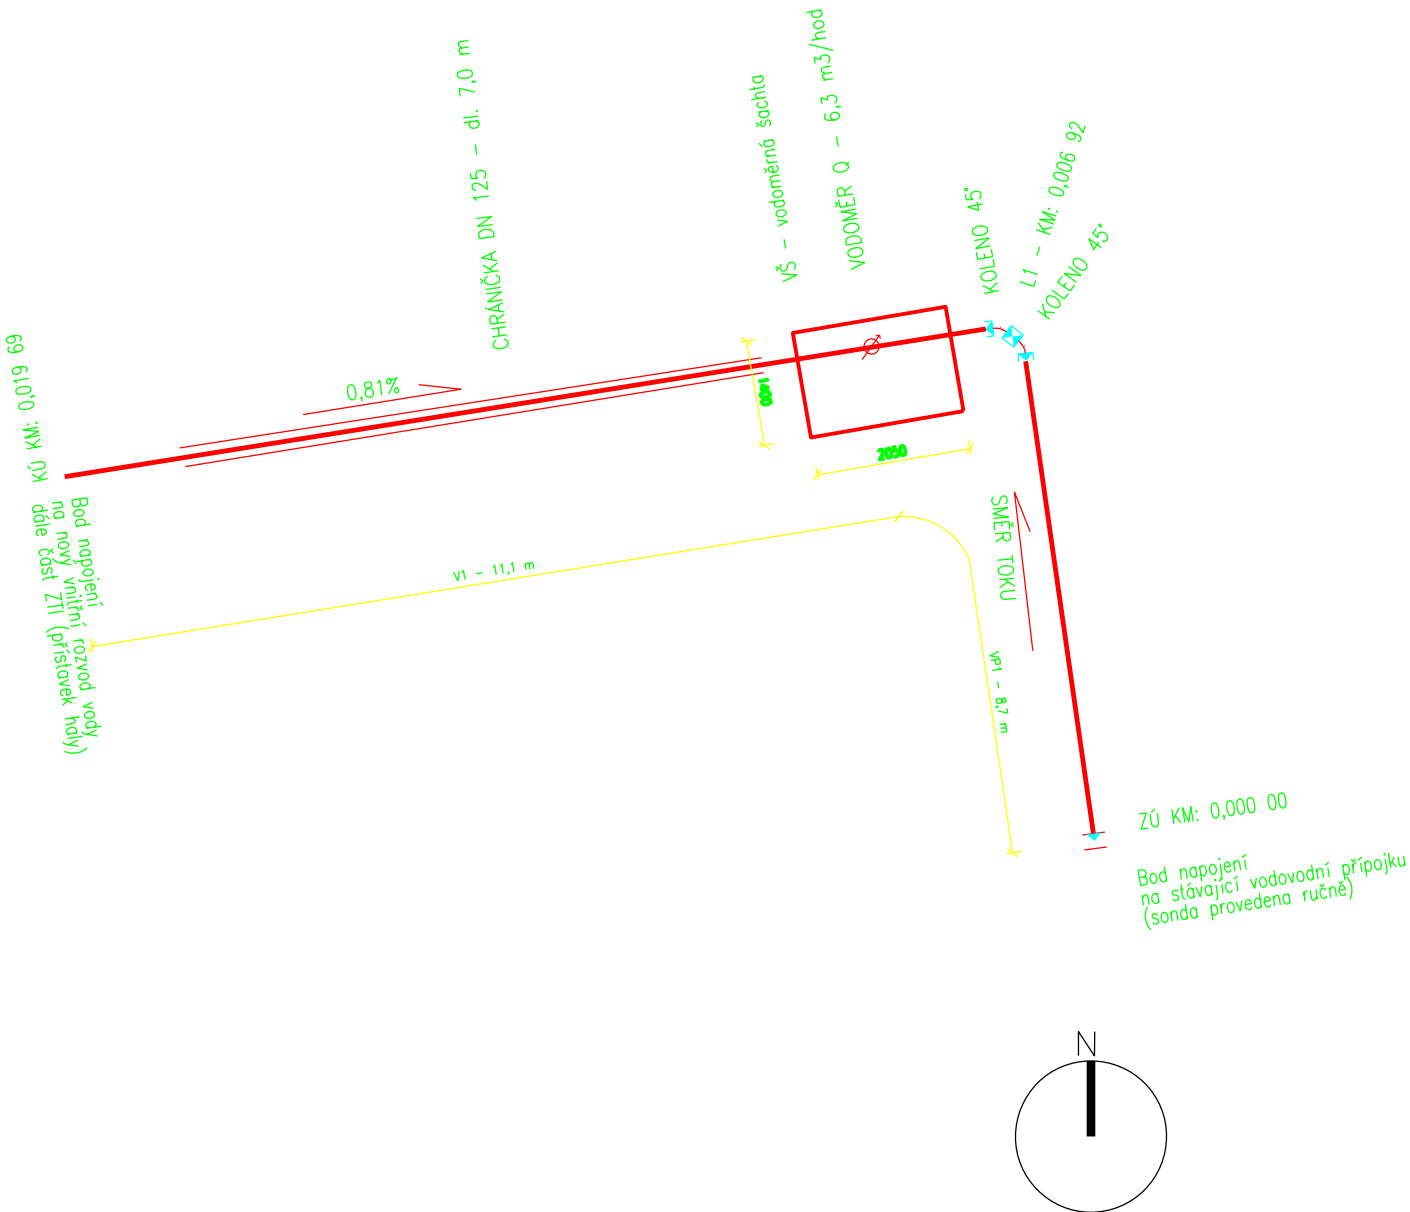 CHRÁNIČKA DN 125 - dl. 7,0 m
VŠ - vodoměrná šachta
VODOMĚR Q - 6,3 m3/hod
KOLENO 45°
L1 - KM: 0,006 92
KOLENO 45°
KÚ KM: 0,019 69
0,81%
1400
2050
Bod napojení
na nový vnitřní rozvod vody
dále část ZTI (přístavek haly)
V1 - 11,1 m
SMĚR TOKU
VP1 - 8,7 m
ZÚ KM: 0,000 00
Bod napojení
na stávající vodovodní přípojku
(sonda provedena ručně)
N